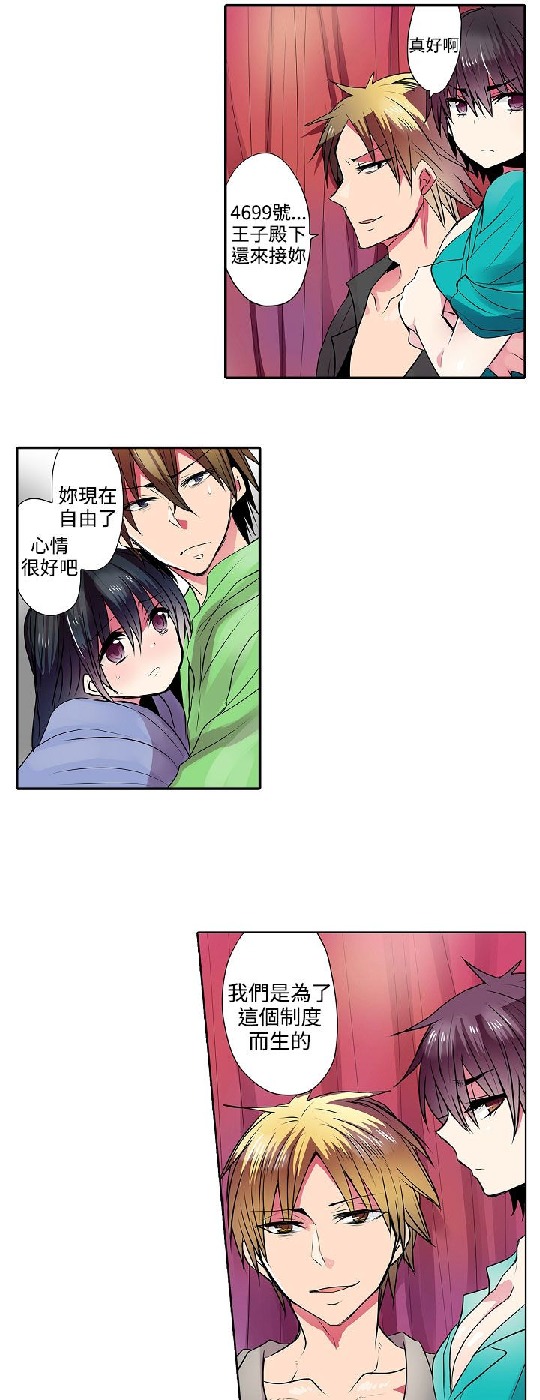 真好啊
4699號...
王子殿下
還來接妳
妳現在
自由了
心情
很好吧
我們是為了
這個制度
而生的